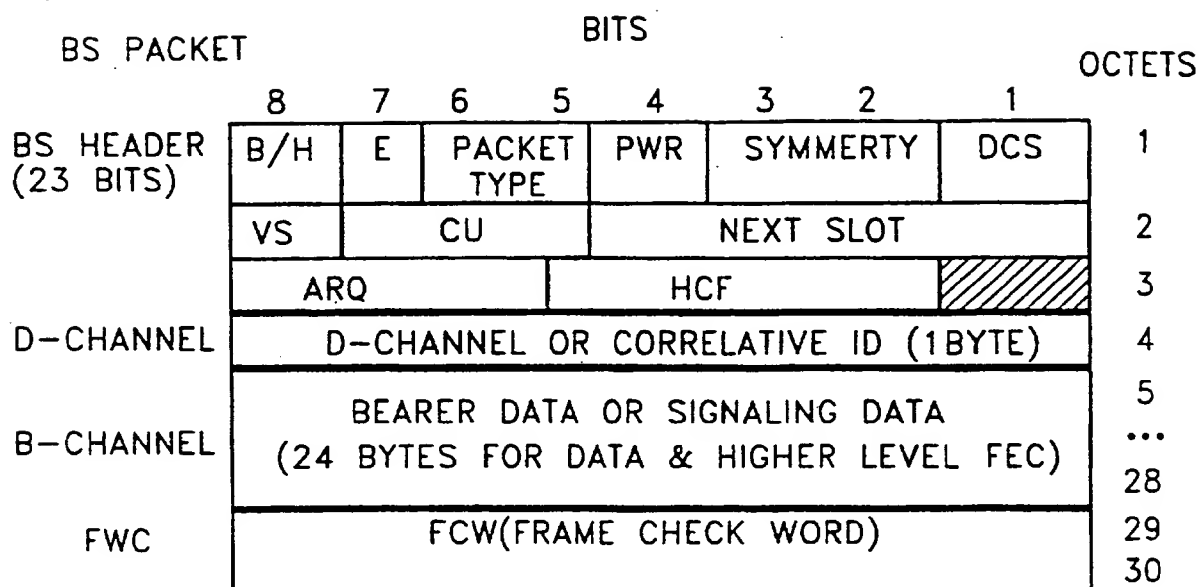 BITS
BS PACKET
OCTETS
8 7 6 5 4 3 2 1
BS HEADER
(23 BITS)
B/H E PACKET TYPE PWR SYMMERTY DCS 1
VS CU NEXT SLOT 2
ARQ HCF 3
D-CHANNEL D-CHANNEL OR CORRELATIVE ID (1BYTE) 4
5
BEARER DATA OR SIGNALING DATA
B-CHANNEL ...
(24 BYTES FOR DATA & HIGHER LEVEL FEC)
28
FWC FCW(FRAME CHECK WORD) 29
30